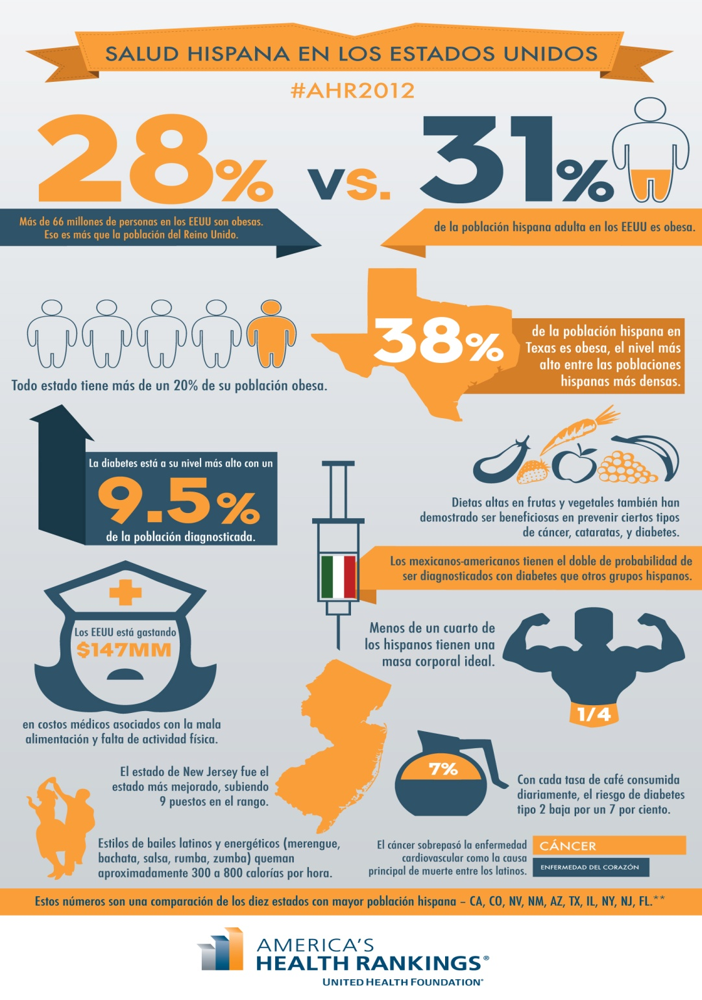 SALUD HISPANA EN LOS ESTADOS UNIDOS
#AHR2012
28% vs. 31%
Más de 66 millones de personas en los EEUU son obesas.
Eso es más que la población del Reino Unido.
de la población hispana adulta en los EEUU es obesa.
Todo estado tiene más de un 20% de su población obesa.
38%
de la población hispana en
Texas es obesa, el nivel más
alto entre las poblaciones
hispanas más densas.
La diabetes está a su nivel más alto con un
9.5%
de la población diagnosticada.
Dietas altas en frutas y vegetales también han
demostrado ser beneficiosas en prevenir ciertos tipos
de cáncer, cataratas, y diabetes.
Los mexicanos-americanos tienen el doble de probabilidad de
ser diagnosticados con diabetes que otros grupos hispanos.
Los EEUU está gastando
$147MM
en costos médicos asociados con la mala
alimentación y falta de actividad física.
Menos de un cuarto de
los hispanos tienen una
masa corporal ideal.
1/4
El estado de New Jersey fue el
estado más mejorado, subiendo
9 puestos en el rango.
7%
Con cada tasa de café consumida
diariamente, el riesgo de diabetes
tipo 2 baja por un 7 por ciento.
Estilos de bailes latinos y energéticos (merengue,
bachata, salsa, rumba, zumba) queman
aproximadamente 300 a 800 calorías por hora.
El cáncer sobrepasó la enfermedad
cardiovascular como la causa
principal de muerte entre los latinos.
CÁNCER
ENFERMEDAD DEL CORAZÓN
Estos números son una comparación de los diez estados con mayor población hispana – CA, CO, NV, NM, AZ, TX, IL, NY, NJ, FL.**
AMERICA'S
HEALTH RANKINGS®
UNITED HEALTH FOUNDATION®